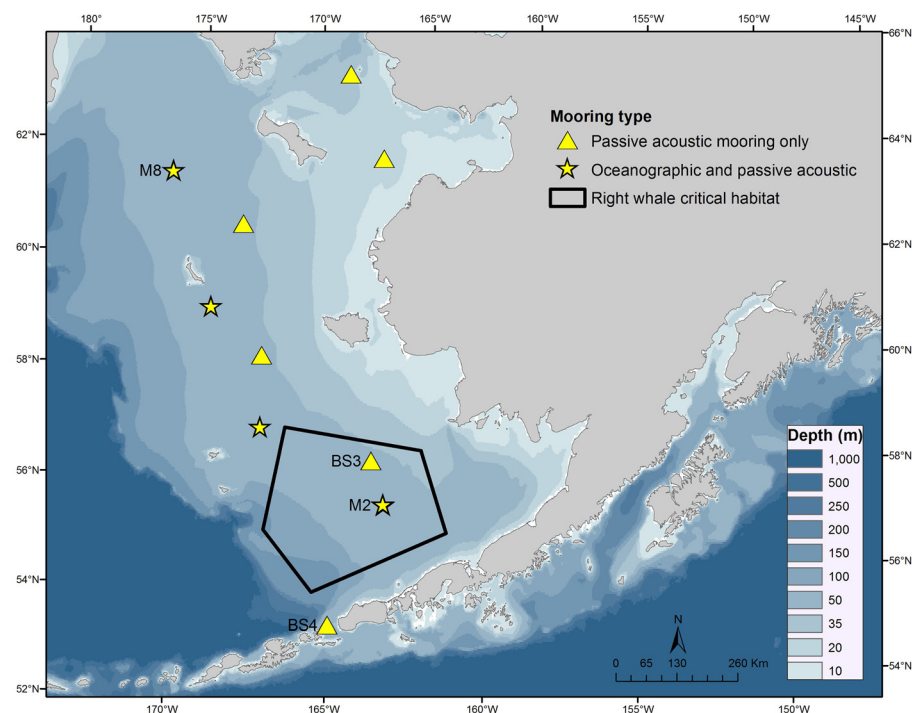 180° 175°W 170°W 165°W 160°W 155°W 150°W 145°W
66°N
62°N
64°N
60°N
62°N
58°N
60°N
56°N
58°N
54°N
56°N
52°N
54°N
170°W 165°W 160°W 155°W 150°W
Mooring type
Passive acoustic mooring only
Oceanographic and passive acoustic
Right whale critical habitat
M8
BS3
M2
BS4
Depth (m)
1,000
500
250
200
150
100
50
35
20
10
N
0 65 130 260 Km